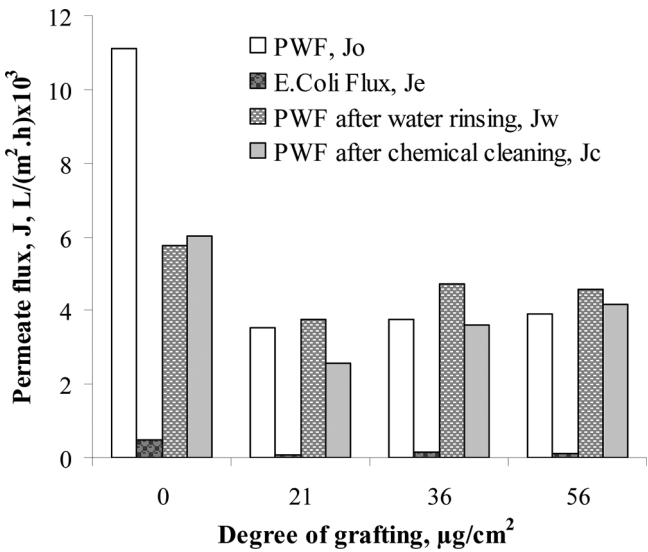 12
10
8
6
4
2
0
Permeate flux, J, L/(m².h)x10³
PWF, Jo
E.Coli Flux, Je
PWF after water rinsing, Jw
PWF after chemical cleaning, Jc
0 21 36 56
Degree of grafting, µg/cm²